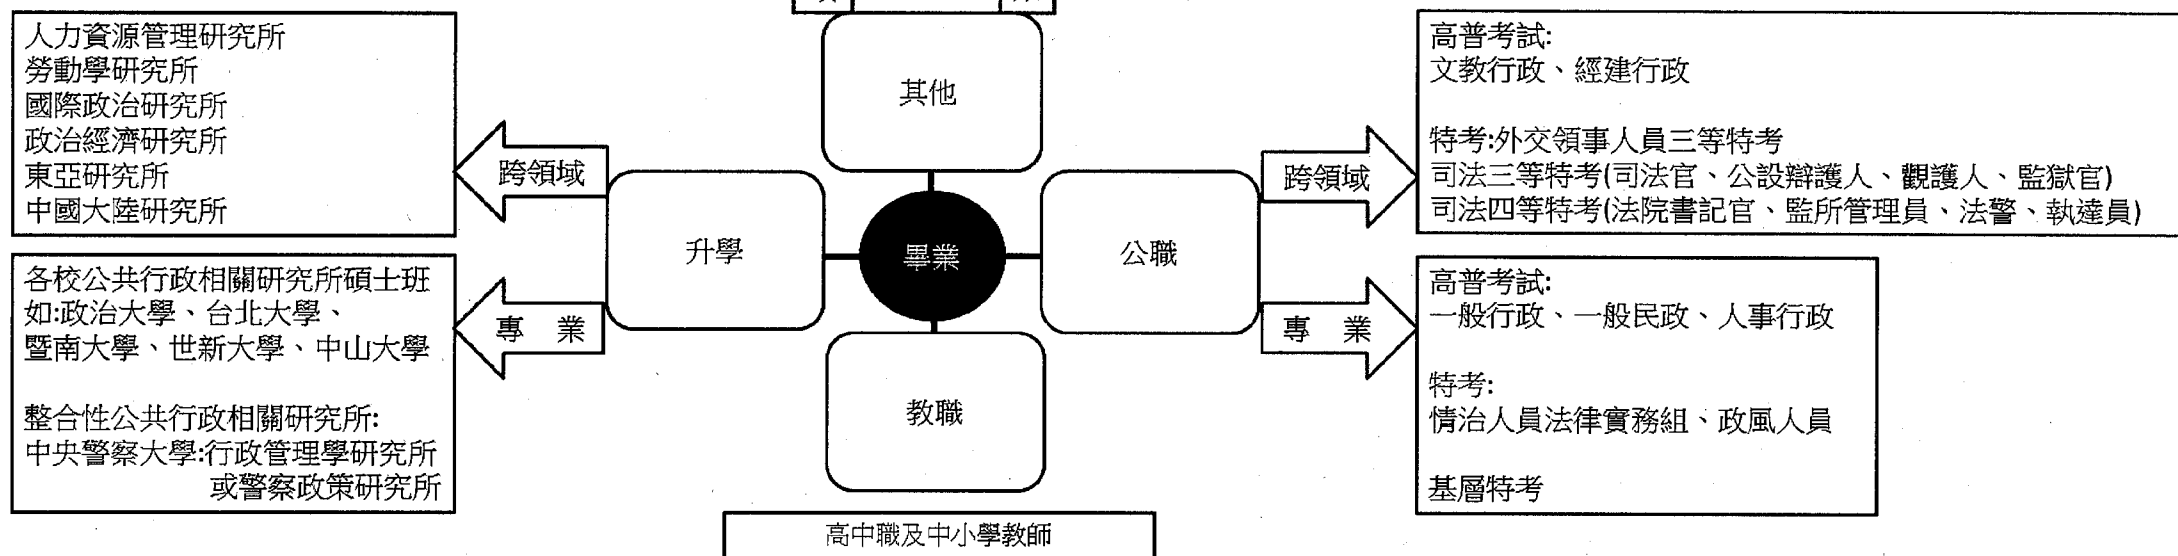 人力資源管理研究所
勞動學研究所
國際政治研究所
政治經濟研究所
東亞研究所
中國大陸研究所
跨領域
各校公共行政相關研究所碩士班
如:政治大學、台北大學、
暨南大學、世新大學、中山大學
整合性公共行政相關研究所:
中央警察大學:行政管理學研究所
或警察政策研究所
專 業
升學
其他
畢業
教職
高中職及中小學教師
公職
跨領域
高普考試:
文教行政、經建行政
特考:外交領事人員三等特考
司法三等特考(司法官、公設辯護人、觀護人、監獄官)
司法四等特考(法院書記官、監所管理員、法警、執達員)
專 業
高普考試:
一般行政、一般民政、人事行政
特考:
情治人員法律實務組、政風人員
基層特考